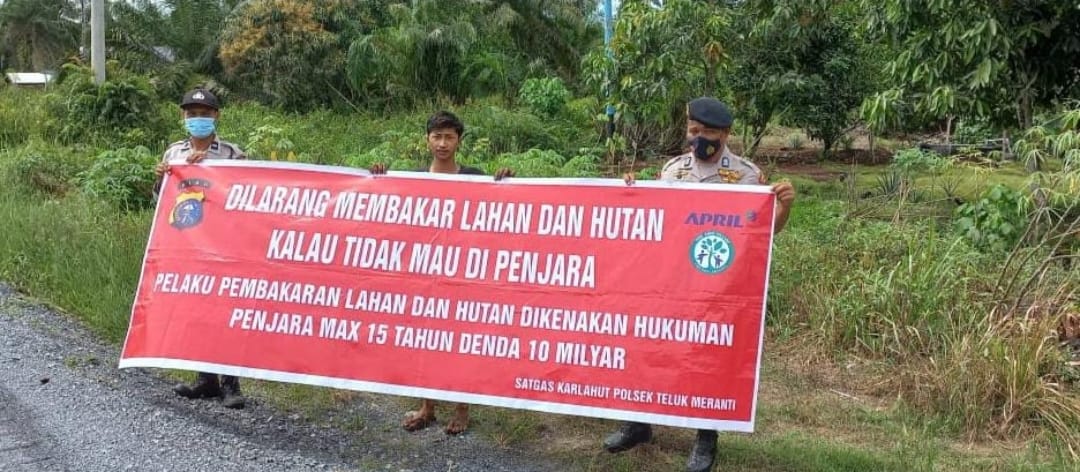 DILARANG MEMBAKAR LAHAN DAN HUTAN
KALAU TIDAK MAU DI PENJARA
PELAKU PEMBAKARAN LAHAN DAN HUTAN DIKENAKAN HUKUMAN
PENJARA MAX 15 TAHUN DENDA 10 MILYAR
SATGAS KARLAHUT POLSEK TELUK MERANTI
APRIL